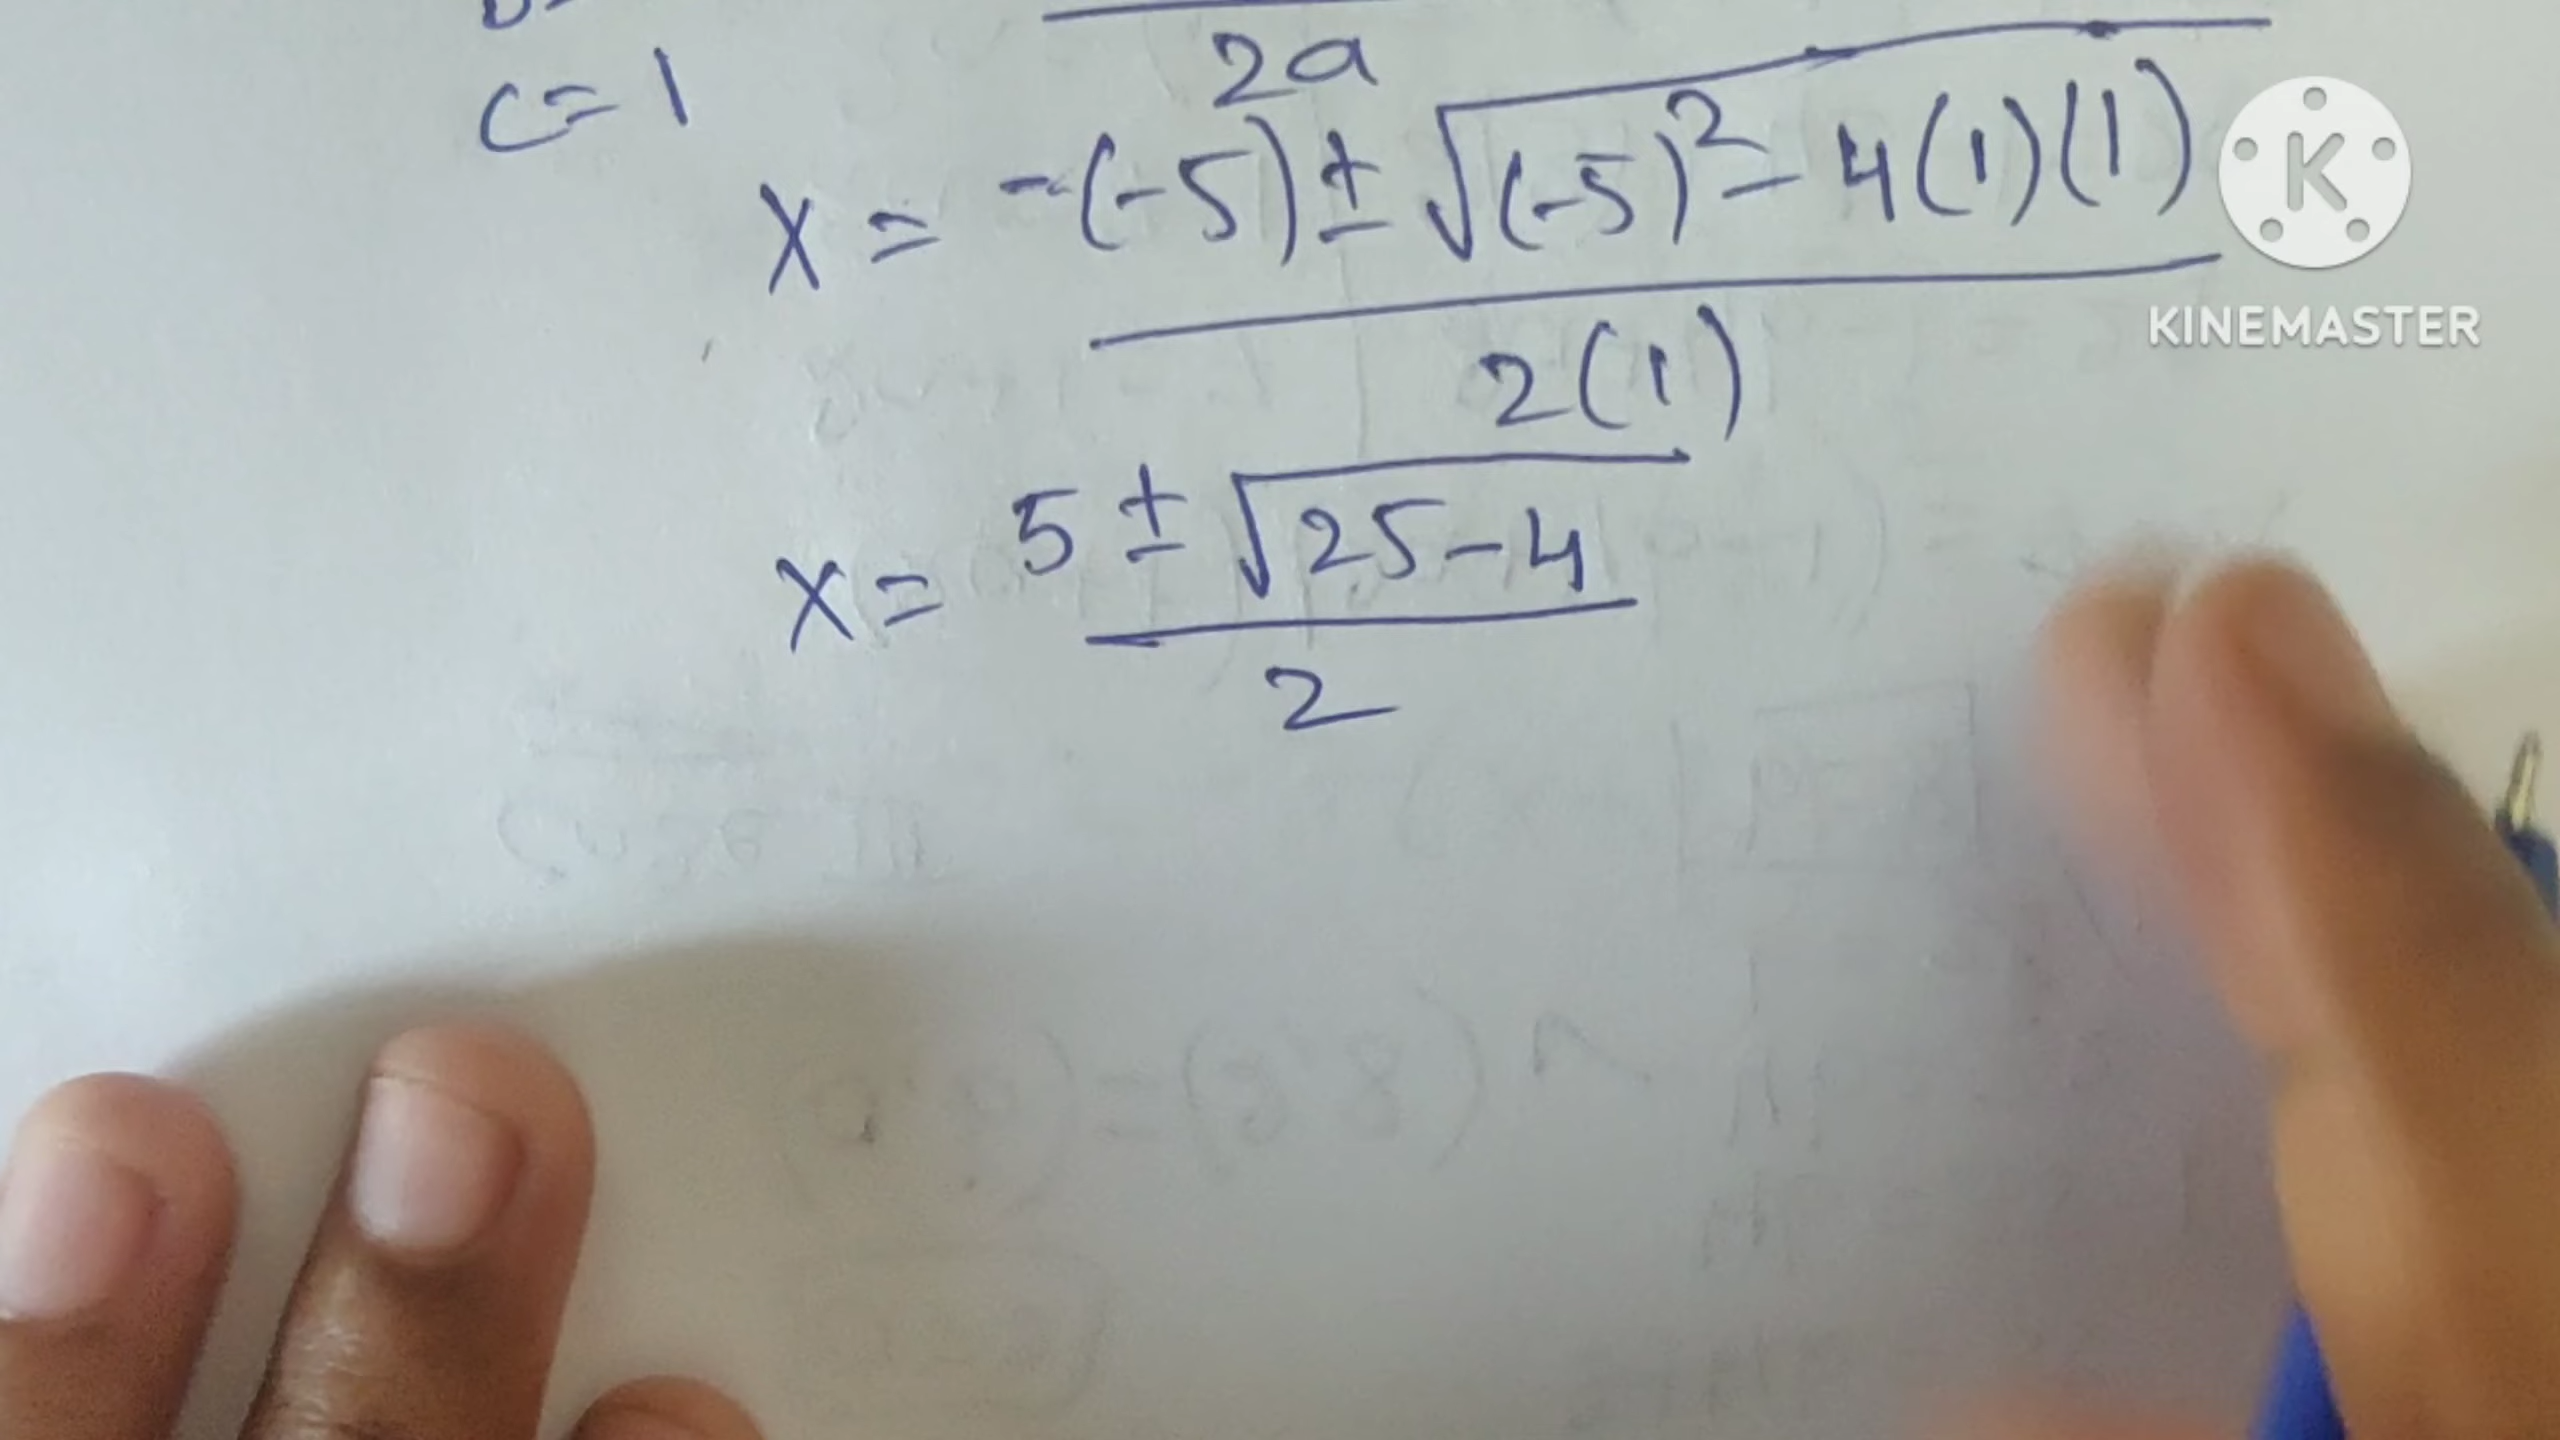 2a
c = 1
x = -(-5) ± √(-5)² - 4(1)(1)
2(1)
x = 5 ± √25-4
2
K
KINEMASTER